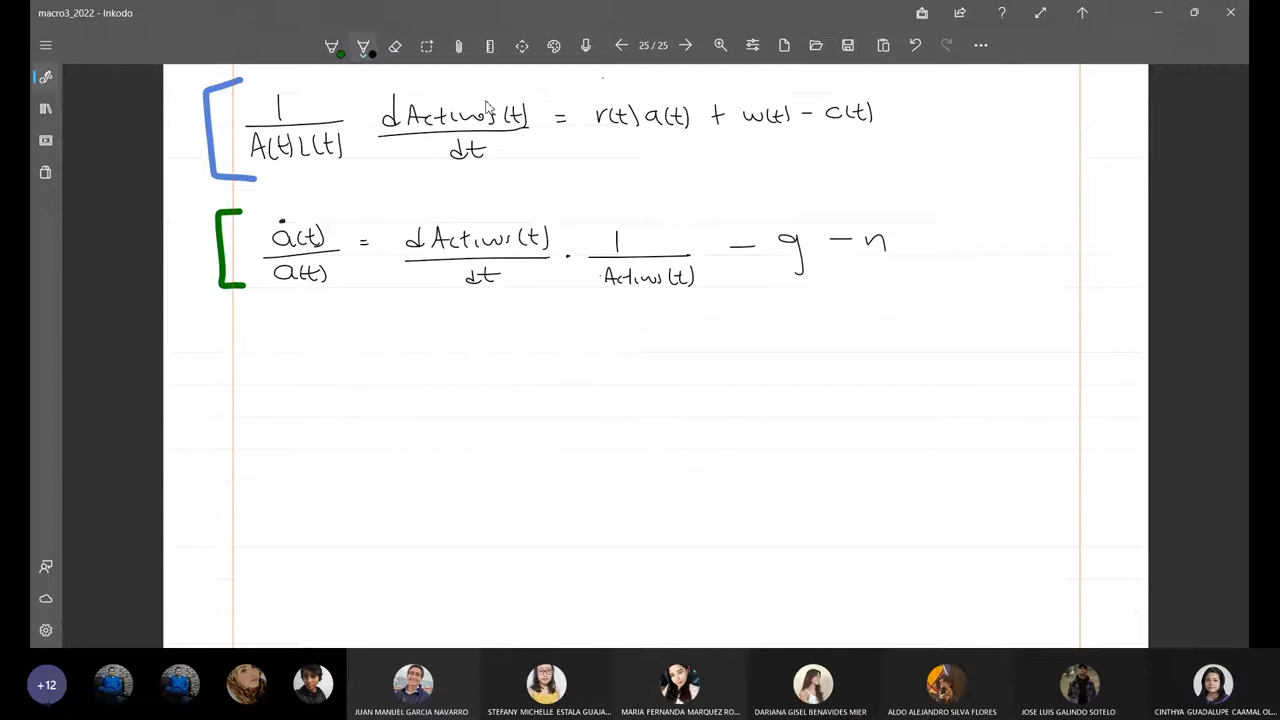 macro3_2022 - Inkodo
25 / 25
1/(A(t)L(t)) dActivos(t)/dt = r(t)a(t) + w(t) - c(t)
ȧ(t)/a(t) = dActivos(t)/dt · 1/Activos(t) - g - n
+12
JUAN MANUEL GARCIA NAVARRO
STEFANY MICHELLE ESTALA GUAJA...
MARIA FERNANDA MARQUEZ RO...
DARIANA GISEL BENAVIDES MIER
ALDO ALEJANDRO SILVA FLORES
JOSE LUIS GALINDO SOTELO
CINTHYA GUADALUPE CAAMAL OL...